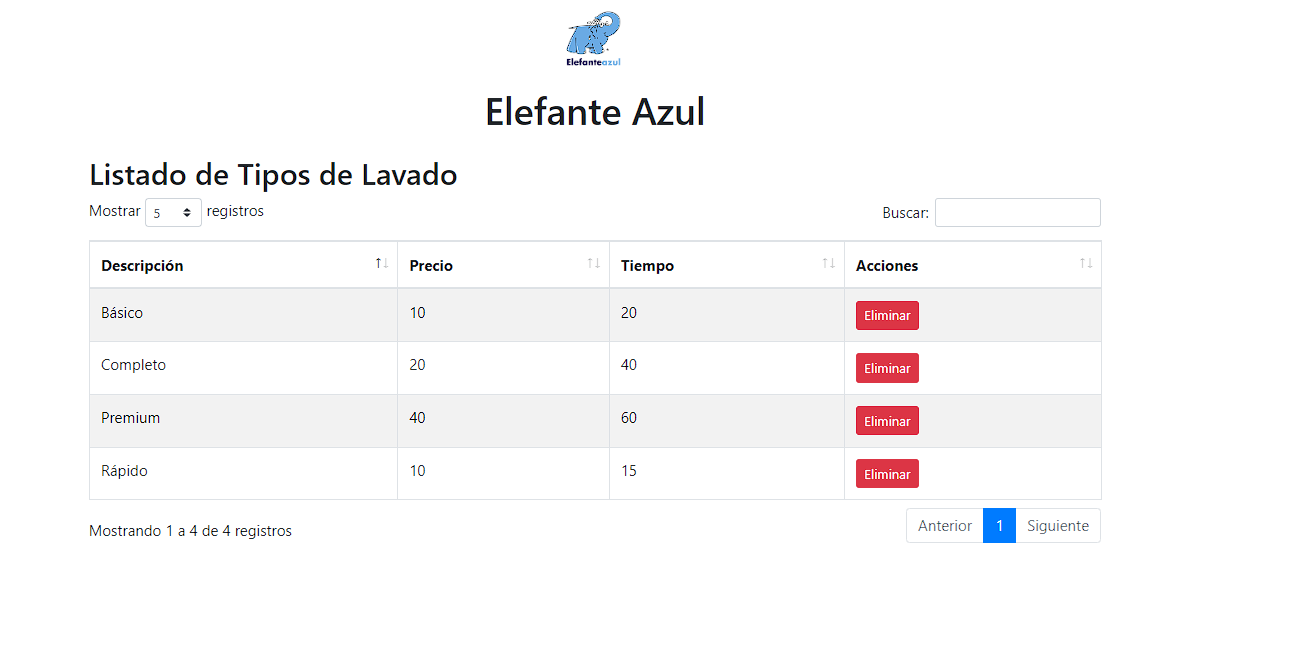 Elefanteazul
Elefante Azul
Listado de Tipos de Lavado
Mostrar 5 registros Buscar:
Descripción Precio Tiempo Acciones
Básico 10 20 Eliminar
Completo 20 40 Eliminar
Premium 40 60 Eliminar
Rápido 10 15 Eliminar
Mostrando 1 a 4 de 4 registros Anterior 1 Siguiente